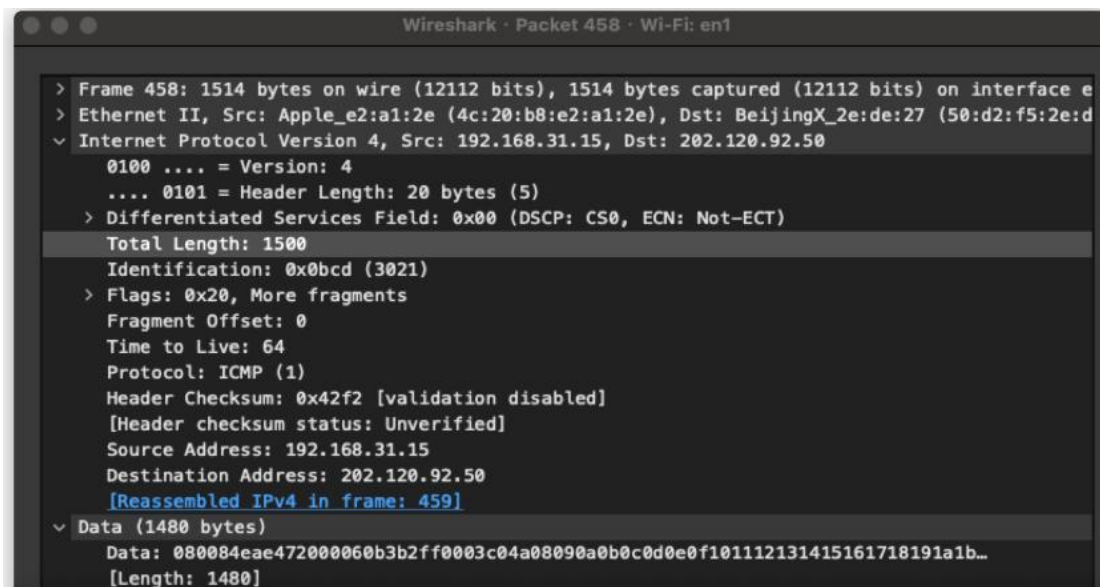 Wireshark · Packet 458 · Wi-Fi: en1
> Frame 458: 1514 bytes on wire (12112 bits), 1514 bytes captured (12112 bits) on interface e
> Ethernet II, Src: Apple_e2:a1:2e (4c:20:b8:e2:a1:2e), Dst: BeijingX_2e:de:27 (50:d2:f5:2e:d
Internet Protocol Version 4, Src: 192.168.31.15, Dst: 202.120.92.50
0100 .... = Version: 4
.... 0101 = Header Length: 20 bytes (5)
> Differentiated Services Field: 0x00 (DSCP: CS0, ECN: Not-ECT)
Total Length: 1500
Identification: 0x0bcd (3021)
> Flags: 0x20, More fragments
Fragment Offset: 0
Time to Live: 64
Protocol: ICMP (1)
Header Checksum: 0x42f2 [validation disabled]
[Header checksum status: Unverified]
Source Address: 192.168.31.15
Destination Address: 202.120.92.50
[Reassembled IPv4 in frame: 459]
Data (1480 bytes)
Data: 080084eae472000060b3b2ff0003c04a08090a0b0c0d0e0f101112131415161718191a1b…
[Length: 1480]